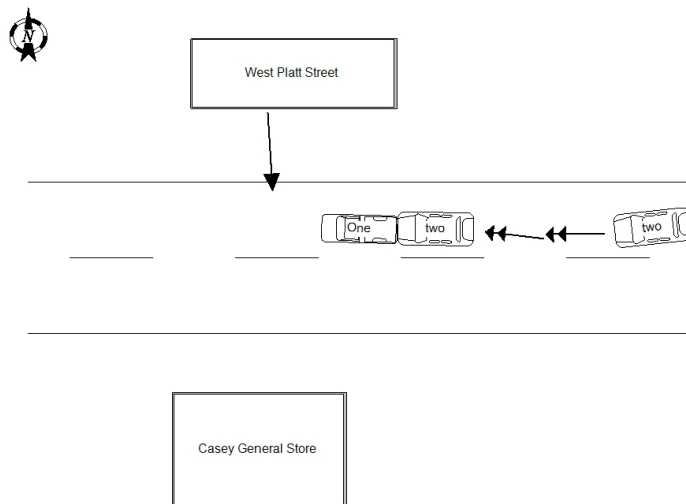 N
West Platt Street
One
two
two
Casey General Store